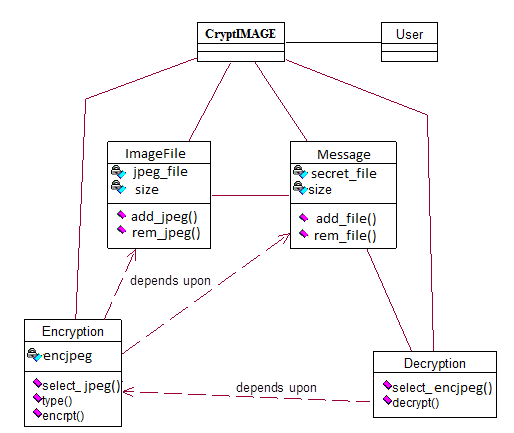 CryptIMAGE
User
ImageFile
jpeg_file
size
add_jpeg()
rem_jpeg()
Message
secret_file
size
add_file()
rem_file()
depends upon
Encryption
encjpeg
select_jpeg()
type()
encrpt()
depends upon
Decryption
select_encjpeg()
decrypt()